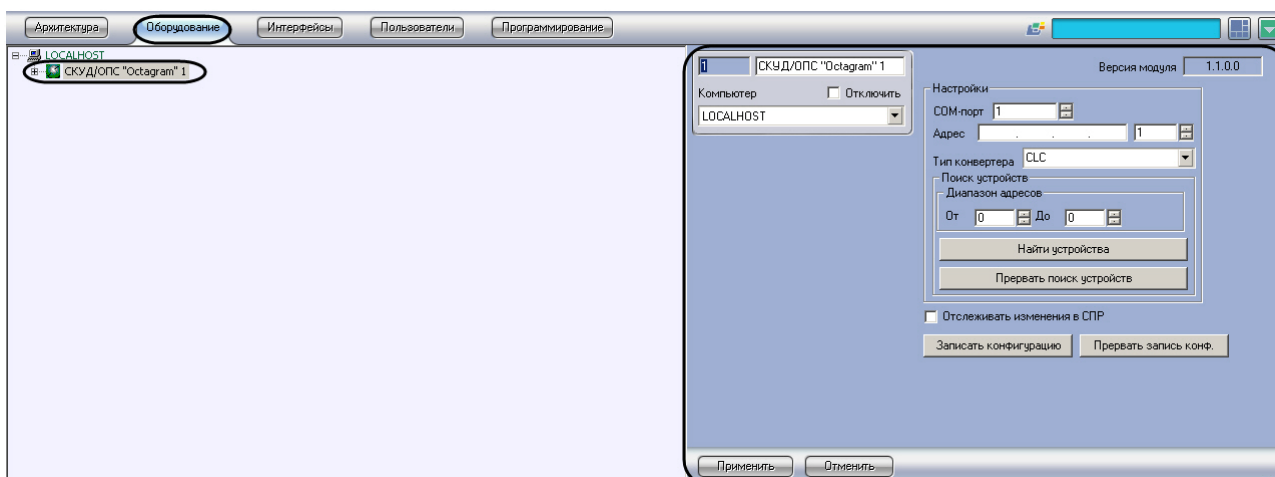 Архитектура Оборудование Интерфейсы Пользователи Программирование
LOCALHOST
СКУД/ОПС "Octagram" 1
1 СКУД/ОПС "Octagram" 1
Компьютер Отключить
LOCALHOST
Версия модуля 1.1.0.0
Настройки
COM-порт 1
Адрес . . . 1
Тип конвертера CLC
Поиск устройств
Диапазон адресов
От 0 До 0
Найти устройства
Прервать поиск устройств
Отслеживать изменения в СПР
Записать конфигурацию Прервать запись конф.
Применить Отменить